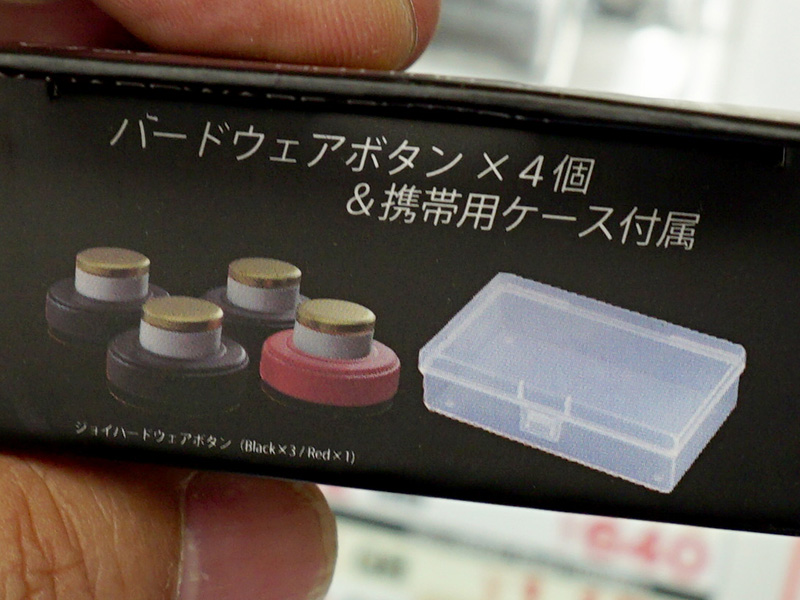 ハードウェアボタン×4個
&携帯用ケース付属
ジョイハードウェアボタン(Black×3/Red×1)
640